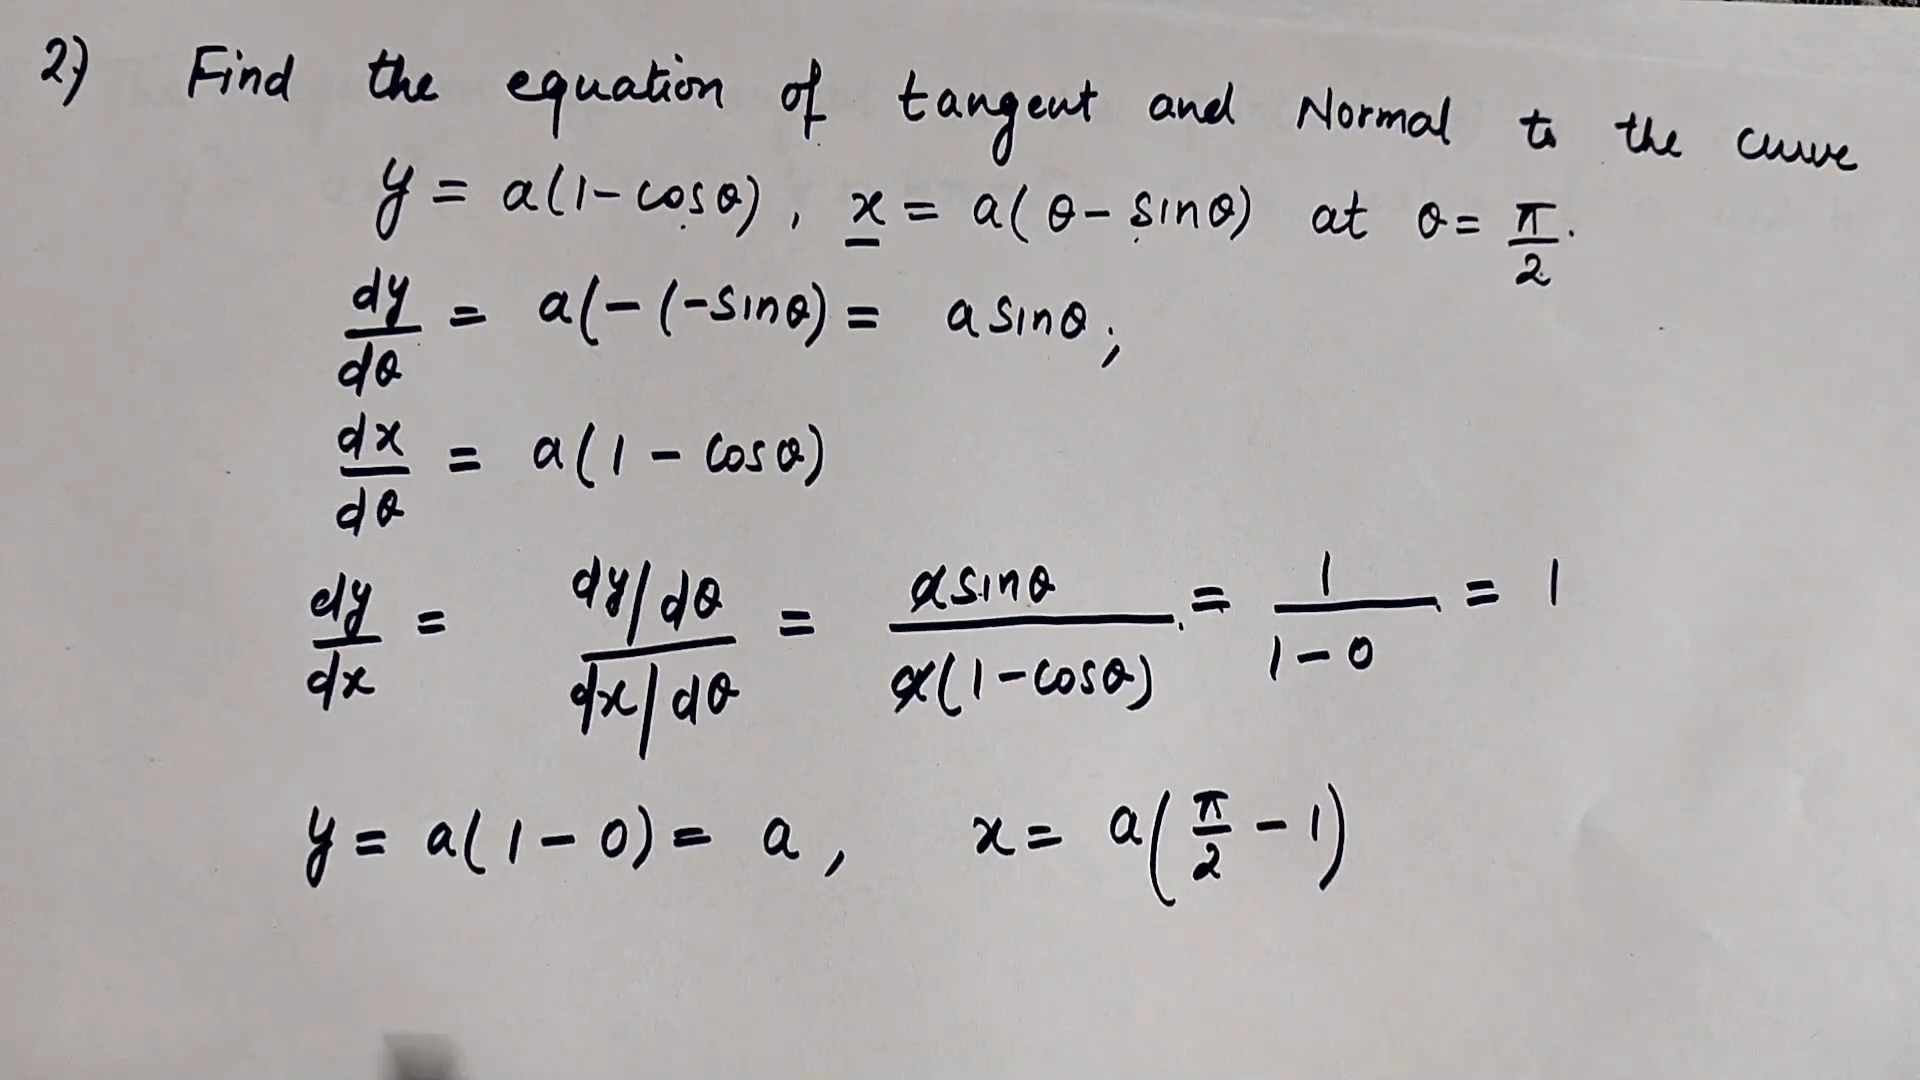 2) Find the equation of tangent and Normal to the curve
y = a(1-cosθ), x = a(θ-sinθ) at θ = π/2.
dy/dθ = a(-(-sinθ) = a sinθ;
dx/dθ = a(1 - cosθ)
dy/dx = dy/dθ / dx/dθ = a sinθ / a(1-cosθ) = 1 / 1-0 = 1
y = a(1-0) = a, x = a(π/2 - 1)